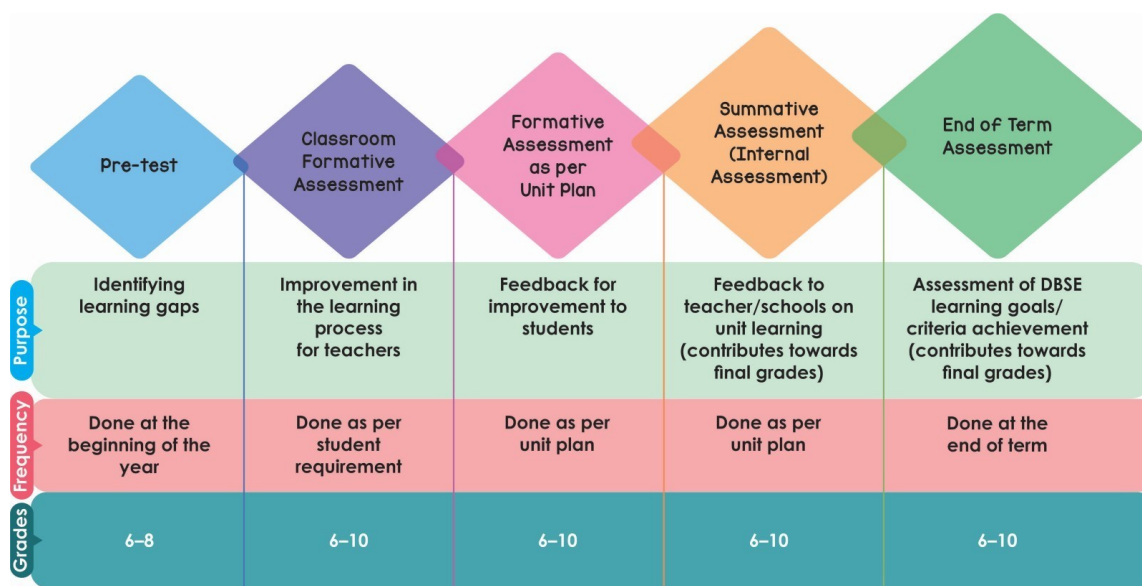 Pre-test
Classroom
Formative
Assessment
Formative
Assessment
as per
Unit Plan
Summative
Assessment
(Internal
Assessment)
End of Term
Assessment
Purpose
Identifying
learning gaps
Improvement in
the learning
process
for teachers
Feedback for
improvement to
students
Feedback to
teacher/schools on
unit learning
(contributes towards
final grades)
Assessment of DBSE
learning goals/
criteria achievement
(contributes towards
final grades)
Frequency
Done at the
beginning of the
year
Done as per
student
requirement
Done as per
unit plan
Done as per
unit plan
Done at the
end of term
Grades
6–8
6–10
6–10
6–10
6–10